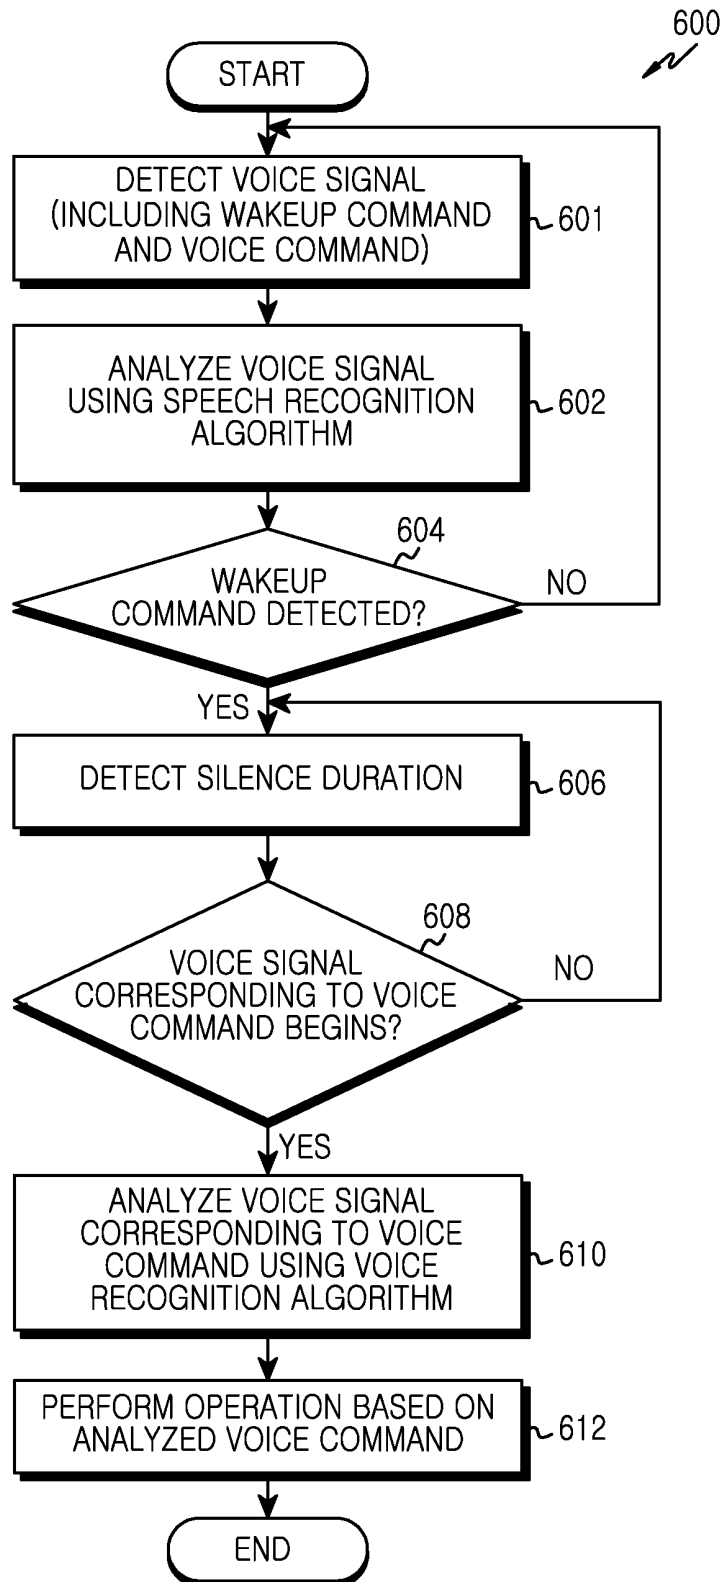 600
START
DETECT VOICE SIGNAL
(INCLUDING WAKEUP COMMAND
AND VOICE COMMAND)
601
ANALYZE VOICE SIGNAL
USING SPEECH RECOGNITION
ALGORITHM
602
604
WAKEUP
COMMAND DETECTED?
NO
YES
DETECT SILENCE DURATION
606
608
VOICE SIGNAL
CORRESPONDING TO VOICE
COMMAND BEGINS?
NO
YES
ANALYZE VOICE SIGNAL
CORRESPONDING TO VOICE
COMMAND USING VOICE
RECOGNITION ALGORITHM
610
PERFORM OPERATION BASED ON
ANALYZED VOICE COMMAND
612
END